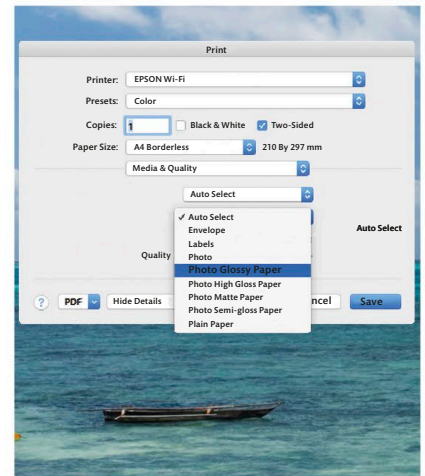 Print
Printer: EPSON Wi-Fi
Presets: Color
Copies: 1 Black & White ✓ Two-Sided
Paper Size: A4 Borderless 210 By 297 mm
Media & Quality
Auto Select
✓ Auto Select
Envelope
Auto Select
Labels
Quality Photo
Photo Glossy Paper
Photo High Gloss Paper
? PDF Hide Details Photo Matte Paper ncel Save
Photo Semi-gloss Paper
Plain Paper